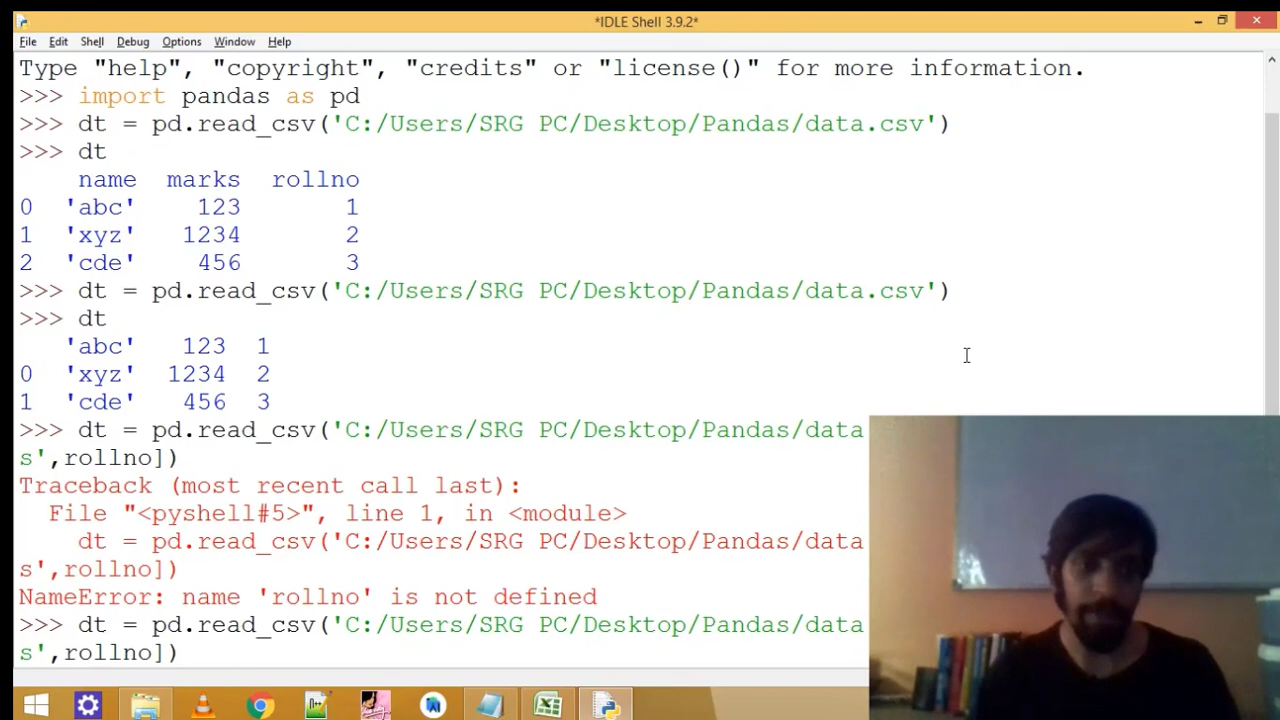 *IDLE Shell 3.9.2*
File Edit Shell Debug Options Window Help
Type "help", "copyright", "credits" or "license()" for more information.
>>> import pandas as pd
>>> dt = pd.read_csv('C:/Users/SRG PC/Desktop/Pandas/data.csv')
>>> dt
name marks rollno
0 'abc' 123 1
1 'xyz' 1234 2
2 'cde' 456 3
>>> dt = pd.read_csv('C:/Users/SRG PC/Desktop/Pandas/data.csv')
>>> dt
'abc' 123 1
0 'xyz' 1234 2
1 'cde' 456 3
>>> dt = pd.read_csv('C:/Users/SRG PC/Desktop/Pandas/data
s',rollno])
Traceback (most recent call last):
File "<pyshell#5>", line 1, in <module>
dt = pd.read_csv('C:/Users/SRG PC/Desktop/Pandas/data
s',rollno])
NameError: name 'rollno' is not defined
>>> dt = pd.read_csv('C:/Users/SRG PC/Desktop/Pandas/data
s',rollno])